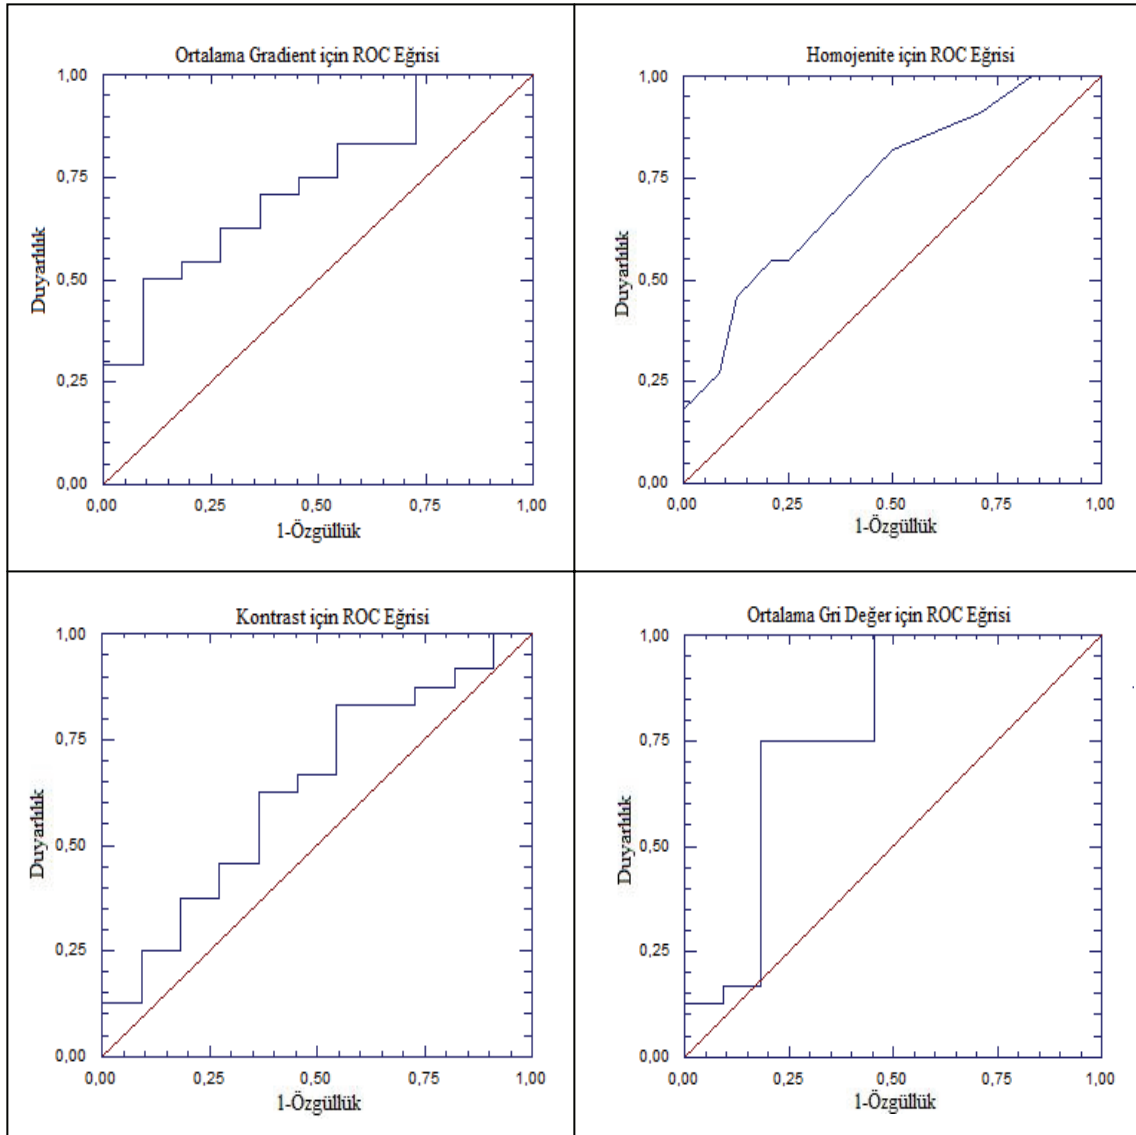 Ortalama Gradient için ROC Eğrisi
1,00
0,75
0,50
0,25
0,00
Duyarlılık
0,00 0,25 0,50 0,75 1,00
1-Özgüllük
Homojenite için ROC Eğrisi
1,00
0,75
0,50
0,25
0,00
Duyarlılık
0,00 0,25 0,50 0,75 1,00
1-Özgüllük
Kontrast için ROC Eğrisi
1,00
0,75
0,50
0,25
0,00
Duyarlılık
0,00 0,25 0,50 0,75 1,00
1-Özgüllük
Ortalama Gri Değer için ROC Eğrisi
1,00
0,75
0,50
0,25
0,00
Duyarlılık
0,00 0,25 0,50 0,75 1,00
1-Özgüllük